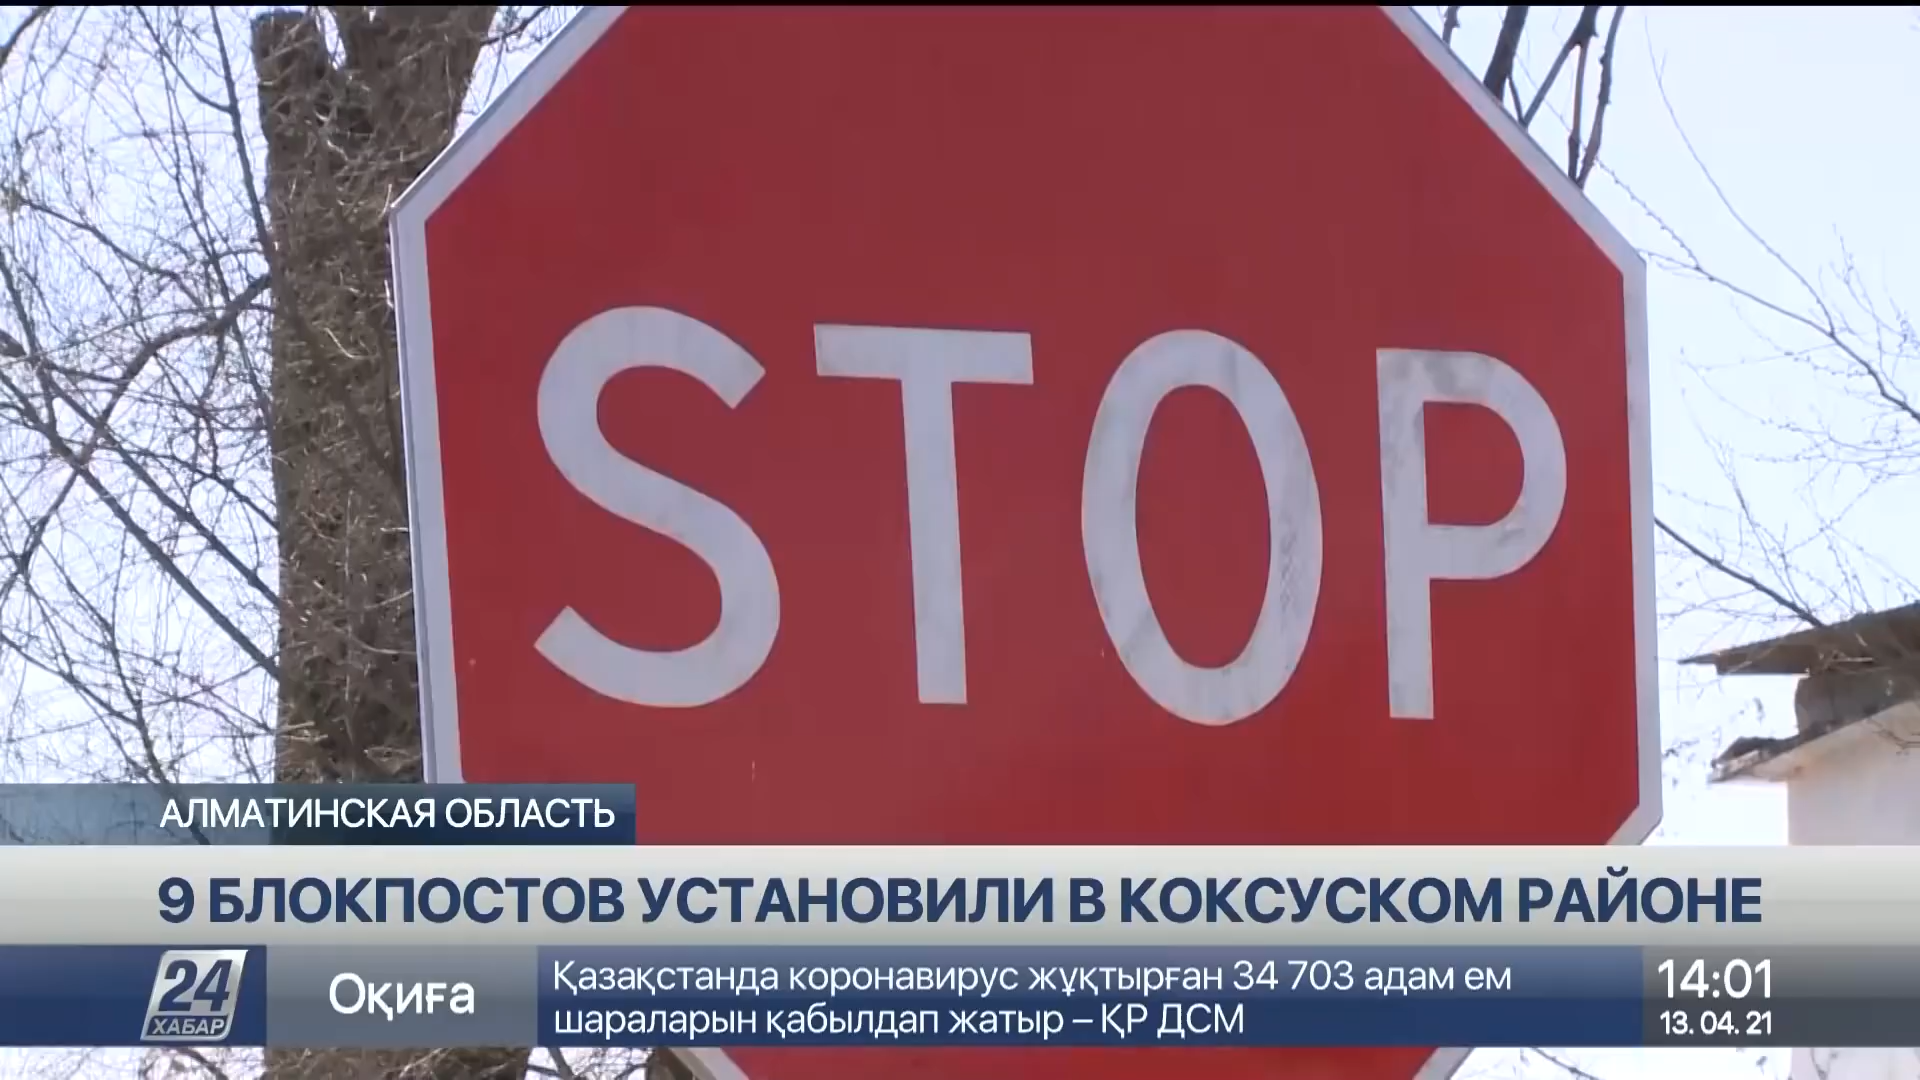 STOP
АЛМАТИНСКАЯ ОБЛАСТЬ
9 БЛОКПОСТОВ УСТАНОВИЛИ В КОКСУСКОМ РАЙОНЕ
24
ХАБАР
Оқиға
Қазақстанда коронавирус жұқтырған 34 703 адам ем
шараларын қабылдап жатыр – ҚР ДСМ
14:01
13. 04. 21